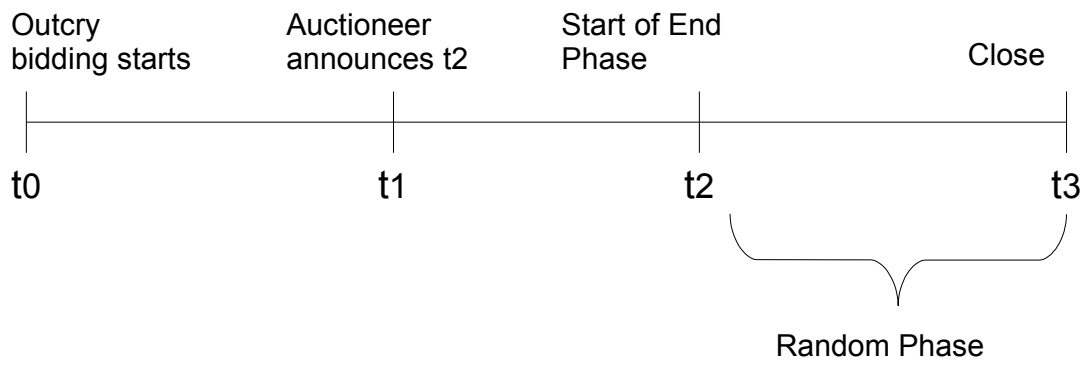 Outcry
bidding starts
Auctioneer
announces t2
Start of End
Phase
Close
t0
t1
t2
t3
Random Phase